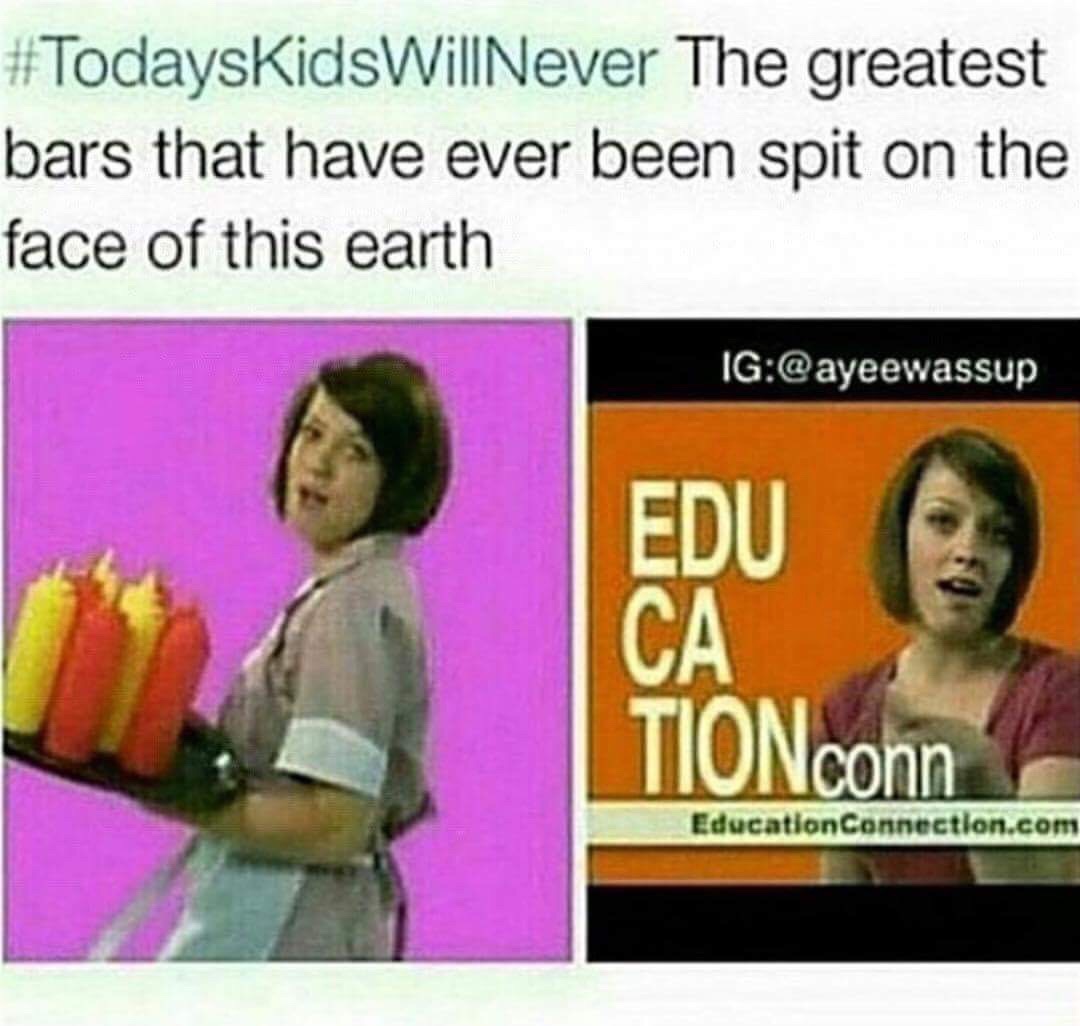 #TodaysKidsWillNever The greatest
bars that have ever been spit on the
face of this earth
IG:@ayeewassup
EDU
CA
TIONconn
EducationConnection.com